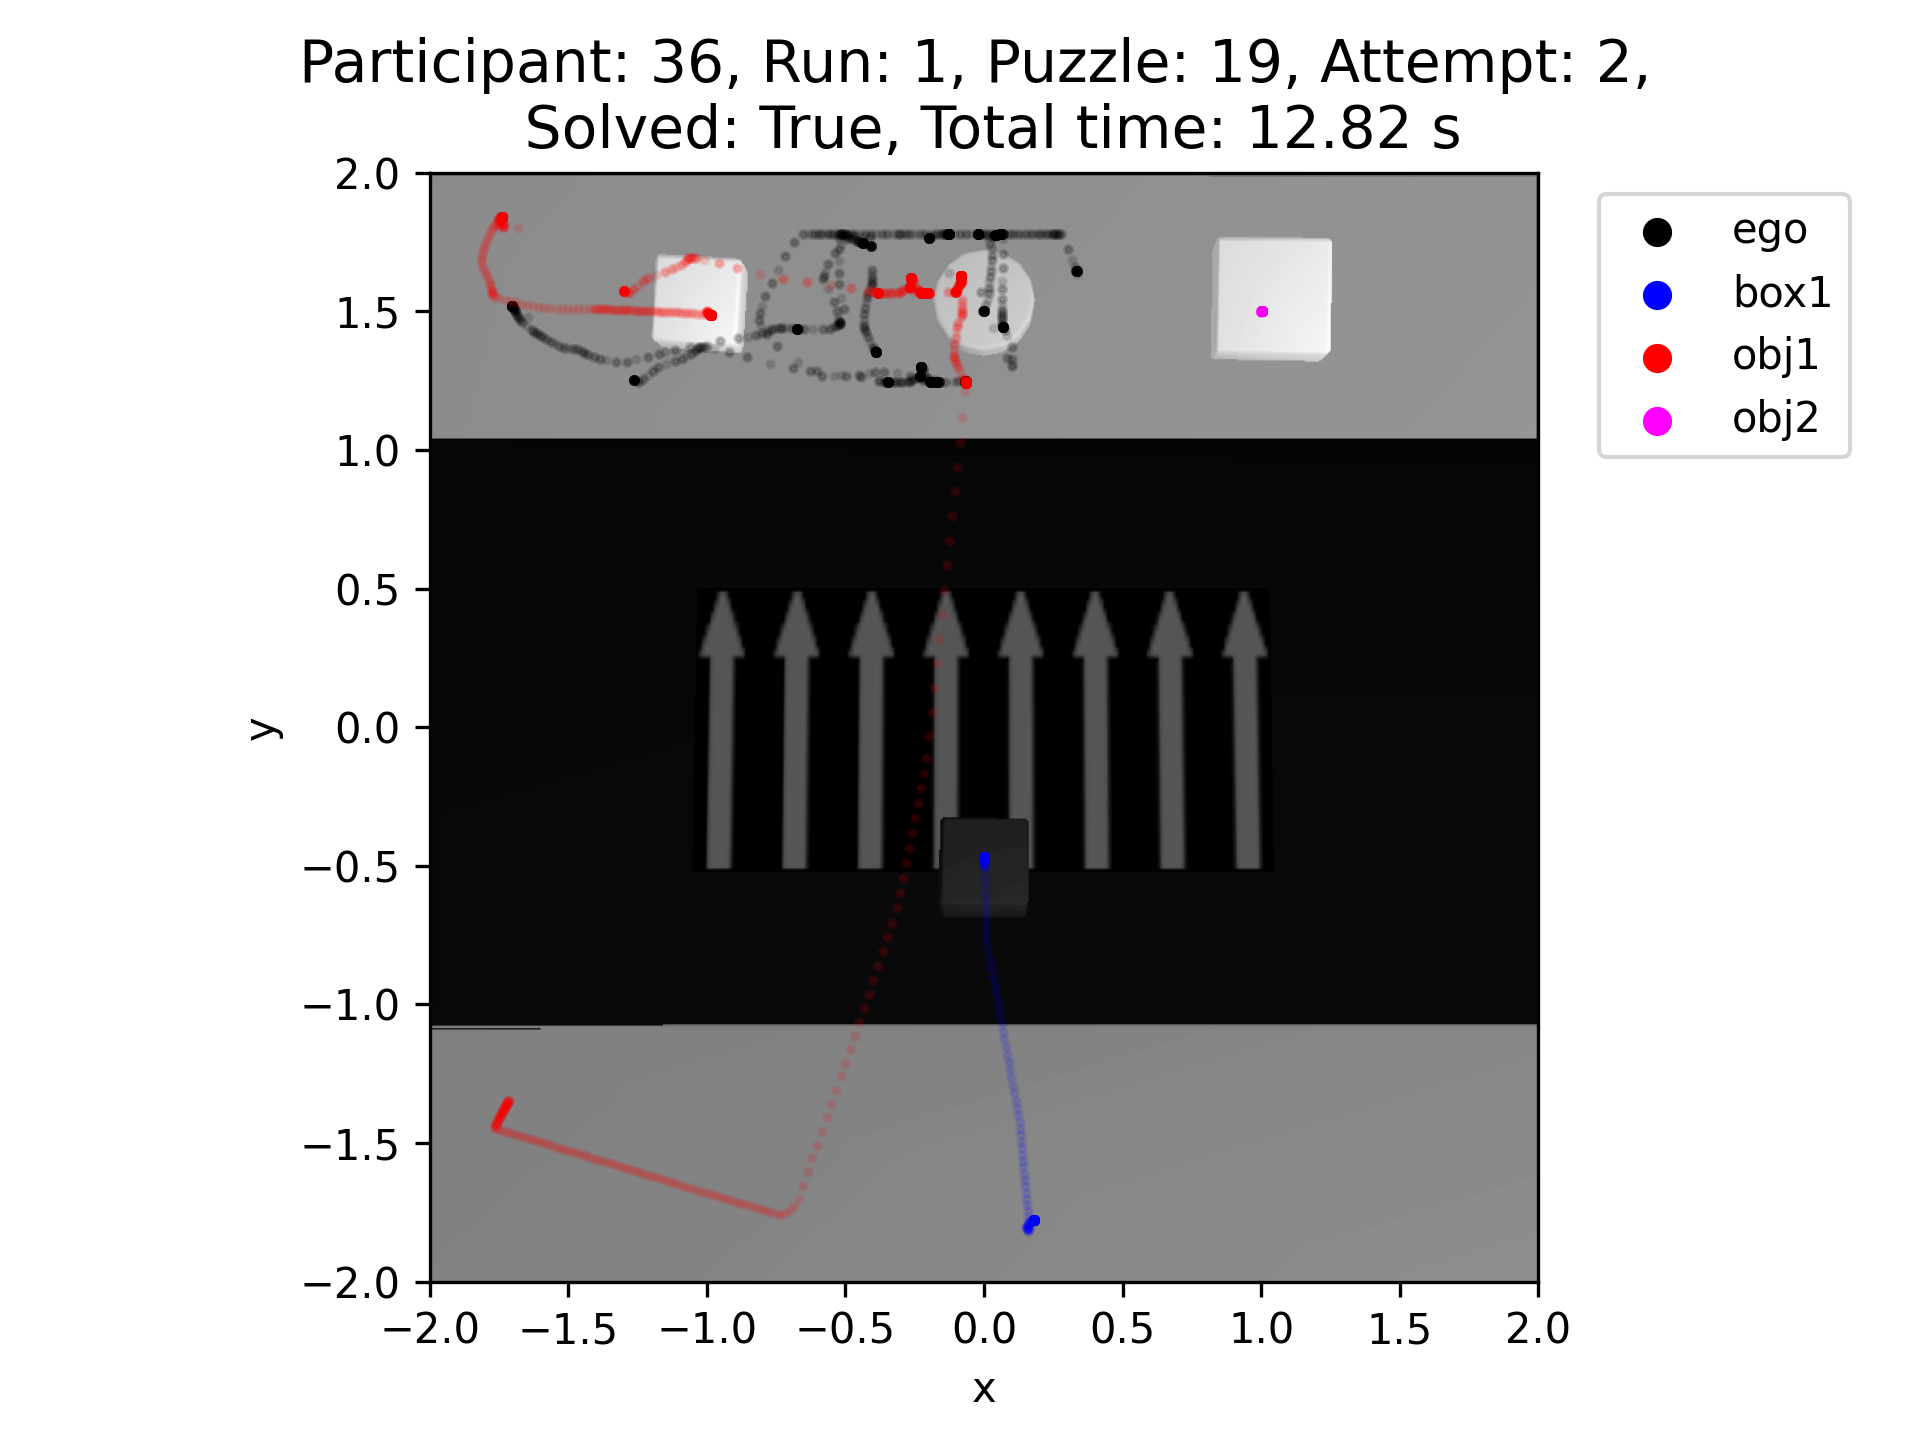 Participant: 36, Run: 1, Puzzle: 19, Attempt: 2,
Solved: True, Total time: 12.82 s
2.0
1.5
1.0
0.5
0.0
−0.5
−1.0
−1.5
−2.0
y
−2.0 −1.5 −1.0 −0.5 0.0 0.5 1.0 1.5 2.0
x
ego
box1
obj1
obj2